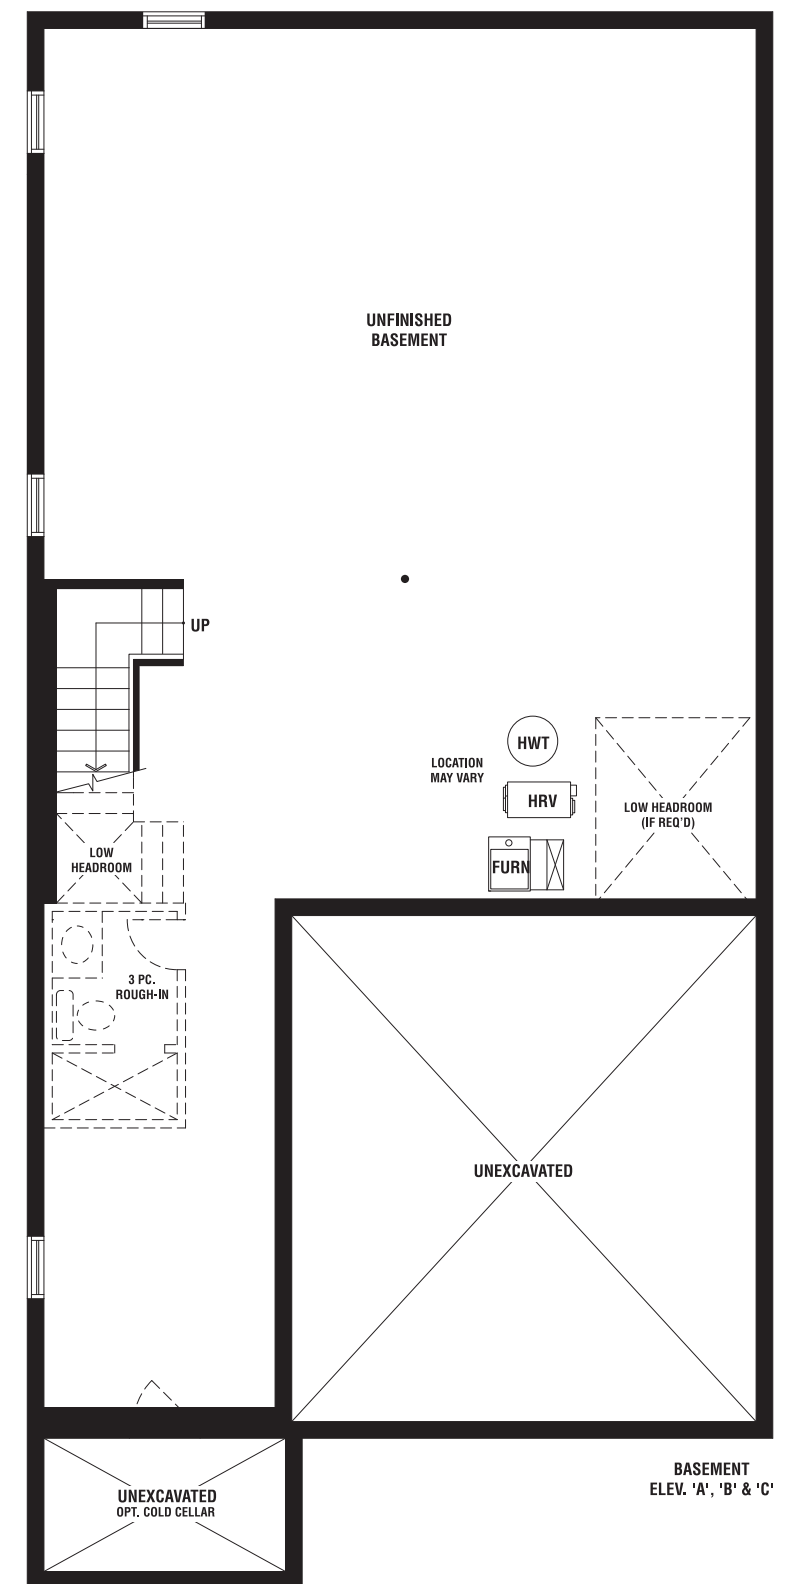 UNFINISHED
BASEMENT
UP
HWT
LOCATION
MAY VARY
HRV
LOW HEADROOM
(IF REQ'D)
FURN
LOW
HEADROOM
3 PC.
ROUGH-IN
UNEXCAVATED
BASEMENT
ELEV. 'A', 'B' & 'C'
UNEXCAVATED
OPT. COLD CELLAR